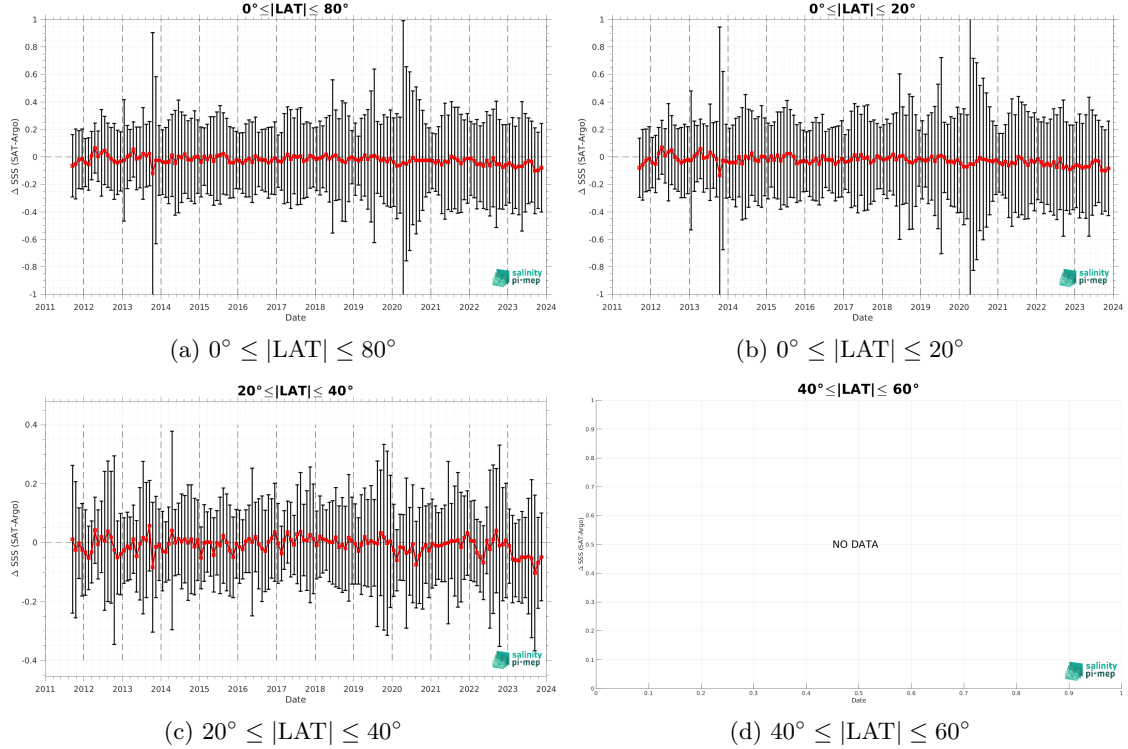 0°≤|LAT|≤ 80°
1
0.8
0.6
0.4
0.2
0
-0.2
-0.4
-0.6
-0.8
-1
Δ SSS (SAT-Argo)
2011 2012 2013 2014 2015 2016 2017 2018 2019 2020 2021 2022 2023 2024
Date
salinity
pi-mep
(a) 0° ≤ |LAT| ≤ 80°
0°≤|LAT|≤ 20°
1
0.8
0.6
0.4
0.2
0
-0.2
-0.4
-0.6
-0.8
-1
Δ SSS (SAT-Argo)
2011 2012 2013 2014 2015 2016 2017 2018 2019 2020 2021 2022 2023 2024
Date
salinity
pi-mep
(b) 0° ≤ |LAT| ≤ 20°
20°≤|LAT|≤ 40°
0.4
0.2
0
-0.2
-0.4
Δ SSS (SAT-Argo)
2011 2012 2013 2014 2015 2016 2017 2018 2019 2020 2021 2022 2023 2024
Date
salinity
pi-mep
(c) 20° ≤ |LAT| ≤ 40°
40°≤|LAT|≤ 60°
1
0.9
0.8
0.7
0.6
0.5
0.4
0.3
0.2
0.1
0
Δ SSS (SAT-Argo)
NO DATA
0 0.1 0.2 0.3 0.4 0.5 0.6 0.7 0.8 0.9 1
Date
salinity
pi-mep
(d) 40° ≤ |LAT| ≤ 60°